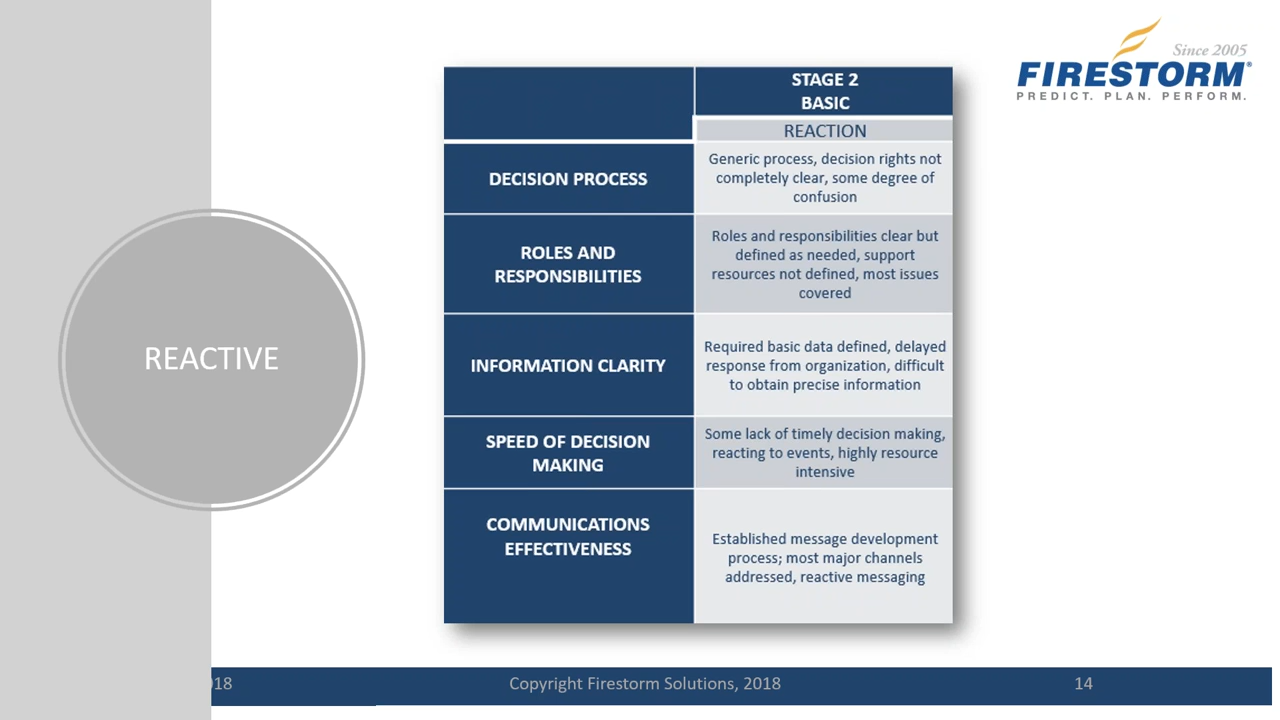 Since 2005
FIRESTORM®
PREDICT. PLAN. PERFORM.
REACTIVE
STAGE 2
BASIC
REACTION
DECISION PROCESS
Generic process, decision rights not
completely clear, some degree of
confusion
ROLES AND
RESPONSIBILITIES
Roles and responsibilities clear but
defined as needed, support
resources not defined, most issues
covered
INFORMATION CLARITY
Required basic data defined, delayed
response from organization, difficult
to obtain precise information
SPEED OF DECISION
MAKING
Some lack of timely decision making,
reacting to events, highly resource
intensive
COMMUNICATIONS
EFFECTIVENESS
Established message development
process; most major channels
addressed, reactive messaging
018
Copyright Firestorm Solutions, 2018
14